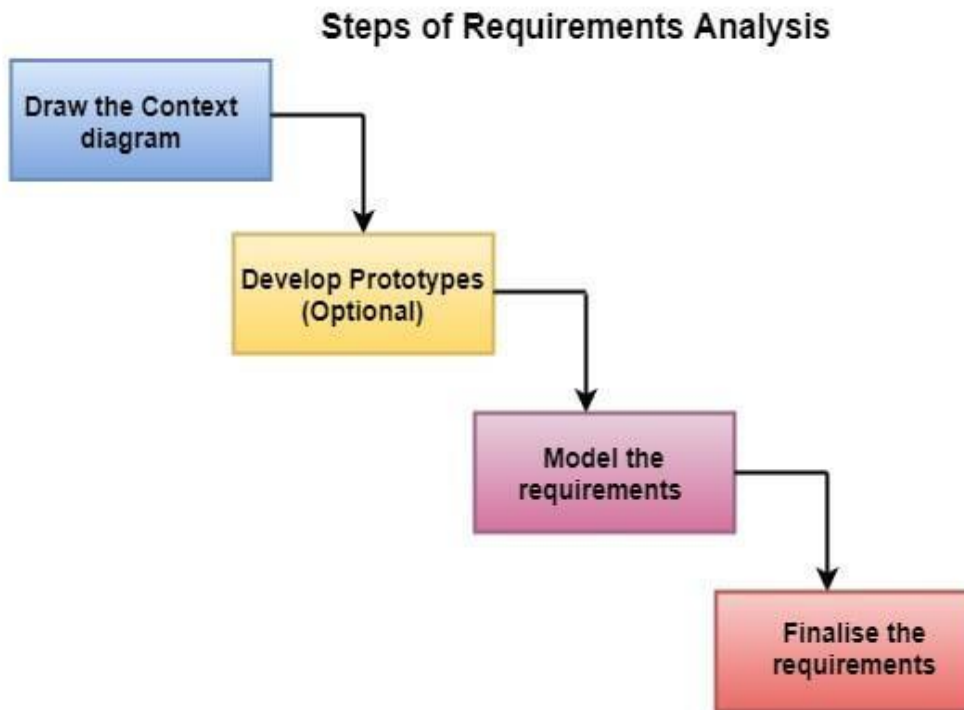 Steps of Requirements Analysis
Draw the Context
diagram
Develop Prototypes
(Optional)
Model the
requirements
Finalise the
requirements